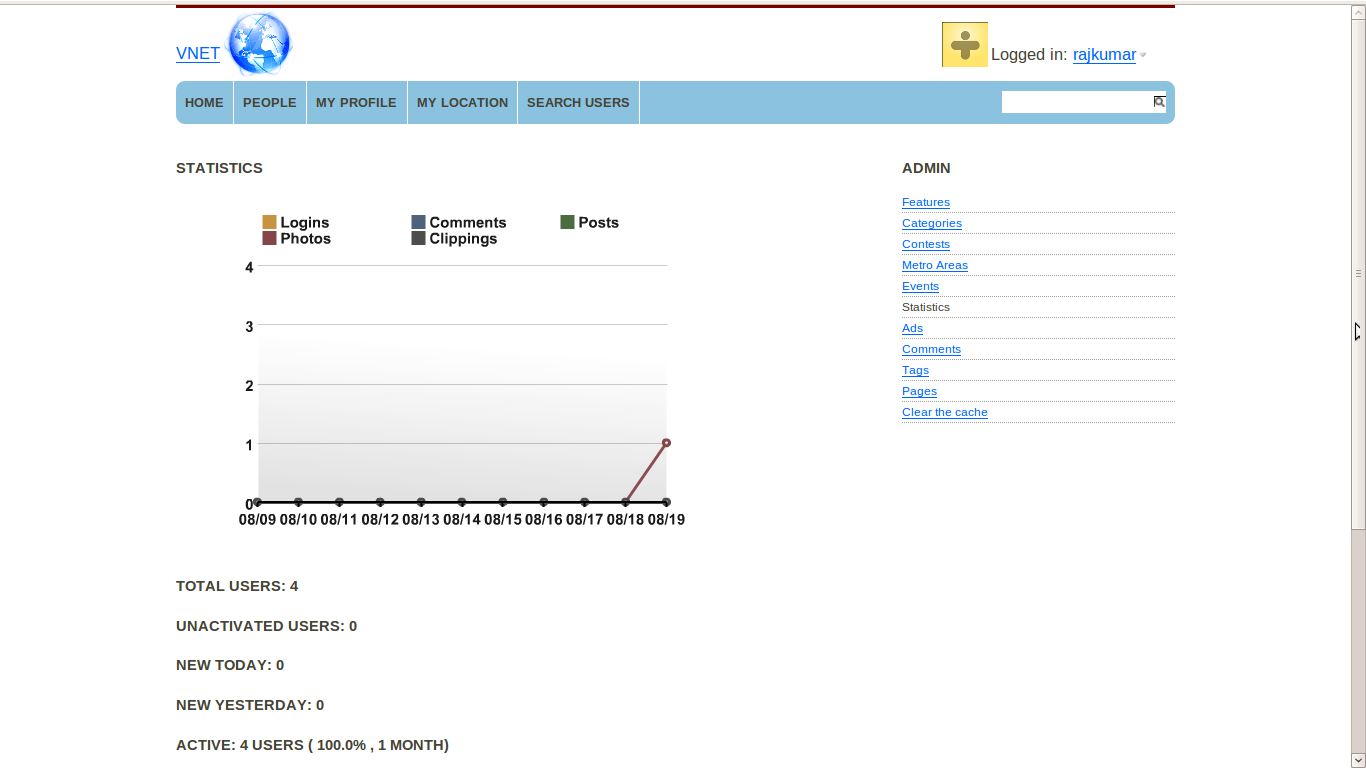 VNET
Logged in: rajkumar
HOME PEOPLE MY PROFILE MY LOCATION SEARCH USERS
STATISTICS
Logins Comments Posts
Photos Clippings
4
3
2
1
0
08/09 08/10 08/11 08/12 08/13 08/14 08/15 08/16 08/17 08/18 08/19
TOTAL USERS: 4
UNACTIVATED USERS: 0
NEW TODAY: 0
NEW YESTERDAY: 0
ACTIVE: 4 USERS ( 100.0% , 1 MONTH)
ADMIN
Features
Categories
Contests
Metro Areas
Events
Statistics
Ads
Comments
Tags
Pages
Clear the cache